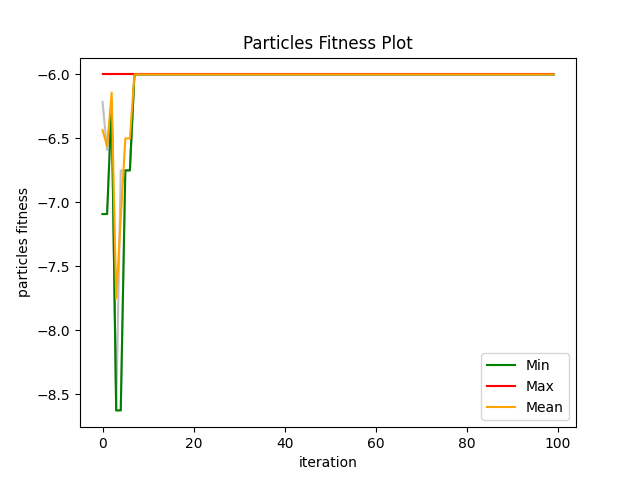 Particles Fitness Plot
particles fitness
−6.0
−6.5
−7.0
−7.5
−8.0
−8.5
0 20 40 60 80 100
iteration
Min
Max
Mean